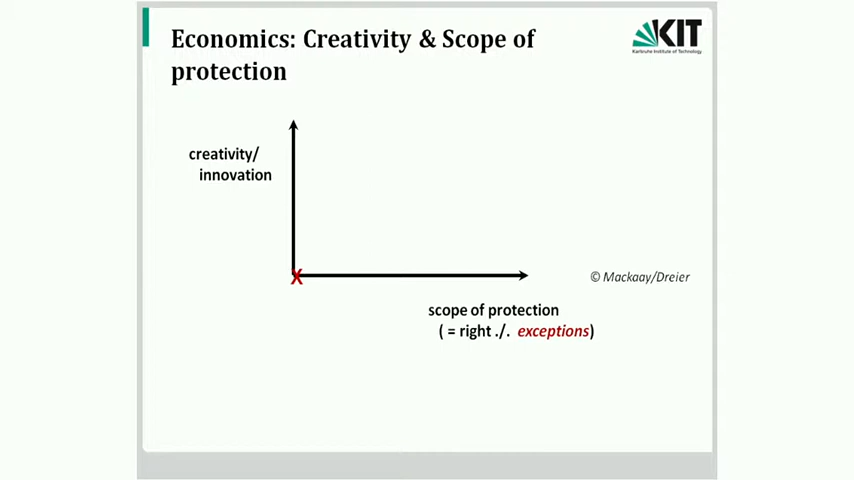 Economics: Creativity & Scope of
protection
KIT
Karlsruhe Institute of Technology
creativity/
innovation
X
© Mackaay/Dreier
scope of protection
( = right ./. exceptions)